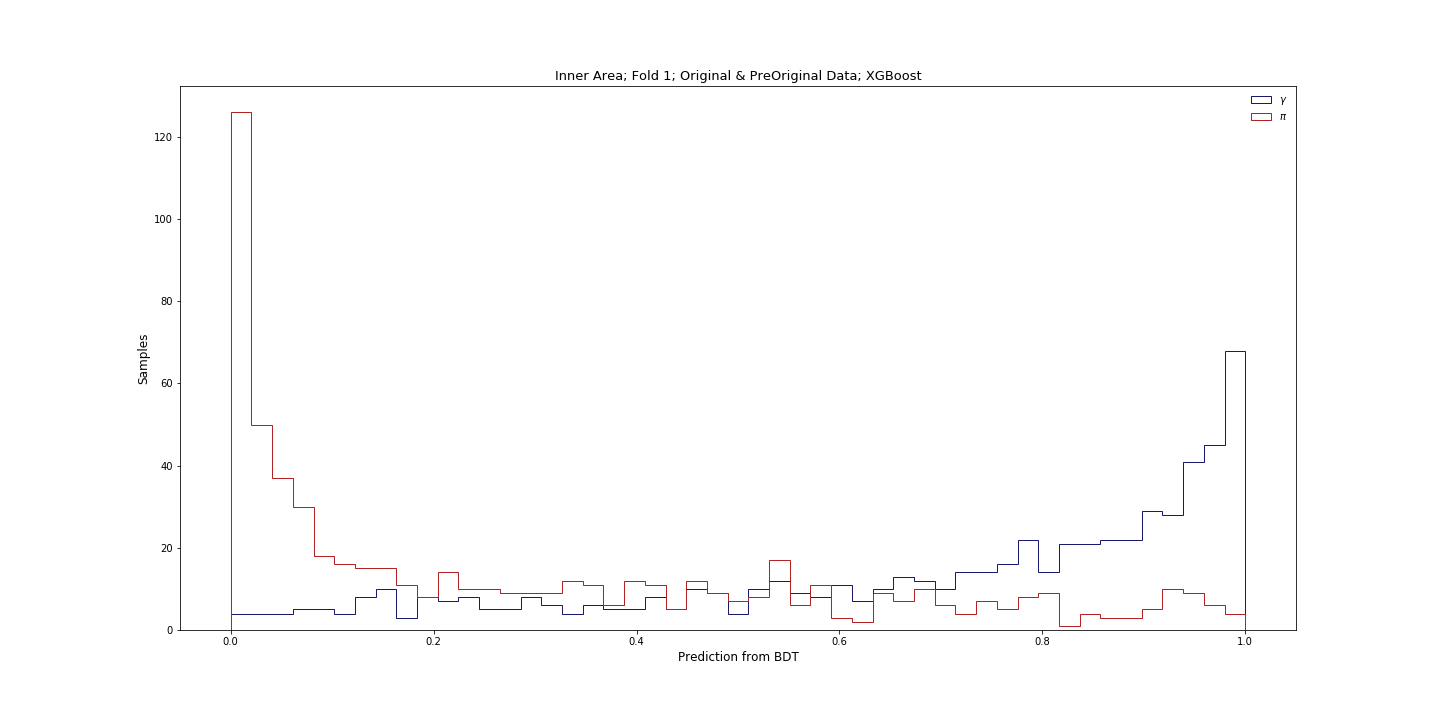 Inner Area; Fold 1; Original & PreOriginal Data; XGBoost
γ
π
120
100
80
60
40
20
0
Samples
0.0 0.2 0.4 0.6 0.8 1.0
Prediction from BDT